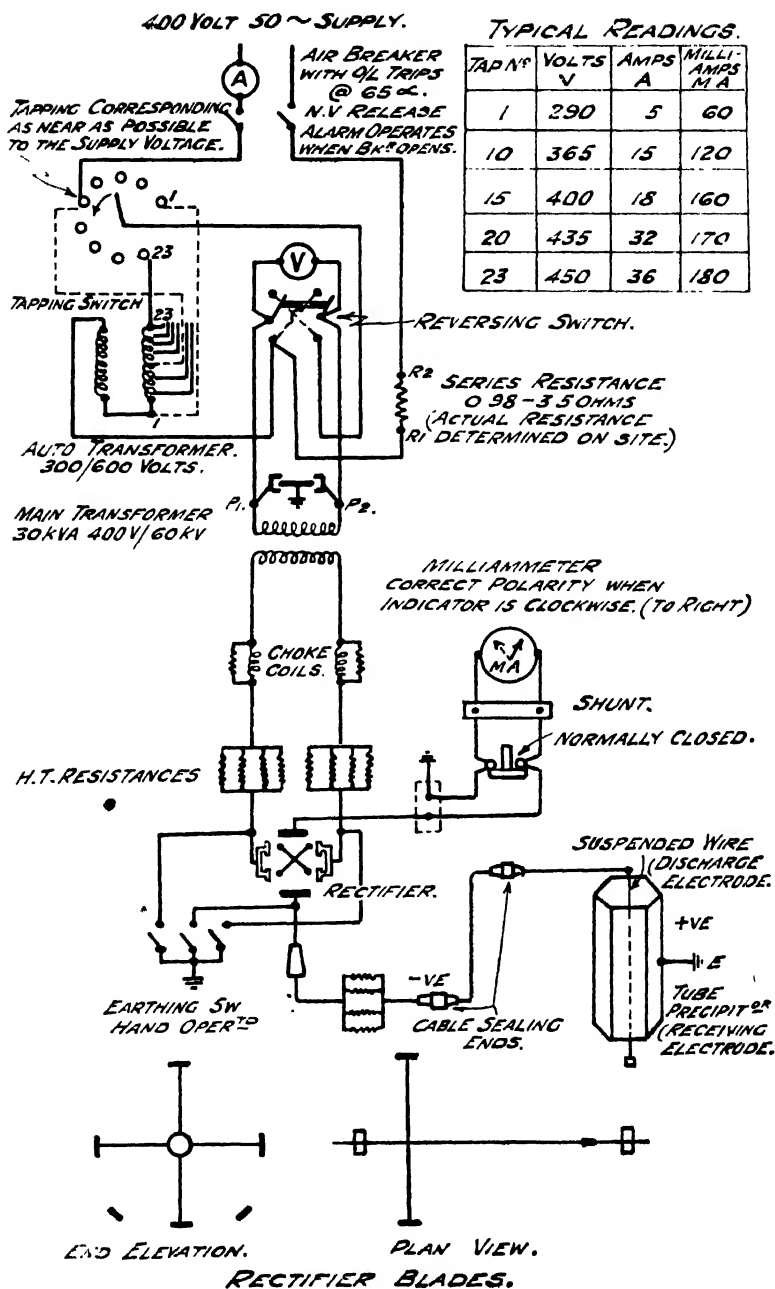 400 VOLT 50 ~ SUPPLY.
A
AIR BREAKER
WITH O/L TRIPS
@ 65 ∝.
N.V RELEASE
ALARM OPERATES
WHEN BKR OPENS.
TYPICAL READINGS.
TAP Nº VOLTS V AMPS A MILLI-AMPS MA
1 290 5 60
10 365 15 120
15 400 18 160
20 435 32 170
23 450 36 180
TAPPING CORRESPONDING
AS NEAR AS POSSIBLE
TO THE SUPPLY VOLTAGE.
1
23
TAPPING SWITCH
23
1
V
REVERSING SWITCH.
R2
SERIES RESISTANCE
0 98-3 5 OHMS
(ACTUAL RESISTANCE
R1 DETERMINED ON SITE.)
AUTO TRANSFORMER.
300/600 VOLTS.
P1.
P2.
MAIN TRANSFORMER
30KVA 400V/60KV
MILLIAMMETER
CORRECT POLARITY WHEN
INDICATOR IS CLOCKWISE. (TO RIGHT)
MA
CHOKE
COILS.
SHUNT.
NORMALLY CLOSED.
H.T. RESISTANCES
RECTIFIER.
SUSPENDED WIRE
(DISCHARGE
ELECTRODE.
+VE
E
-VE
TUBE
PRECIPITOR
(RECEIVING
ELECTRODE.
EARTHING SW
HAND OPERTD
CABLE SEALING
ENDS.
END ELEVATION.
PLAN VIEW.
RECTIFIER BLADES.